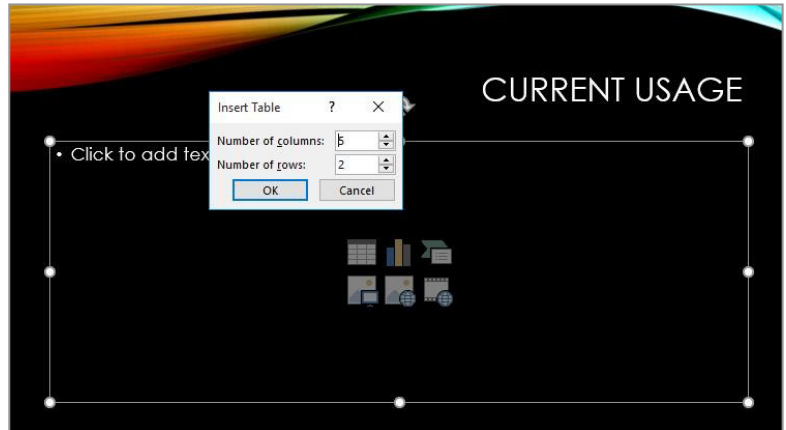 CURRENT USAGE
Insert Table ? ×
• Click to add tex
Number of columns: 5
Number of rows: 2
OK Cancel